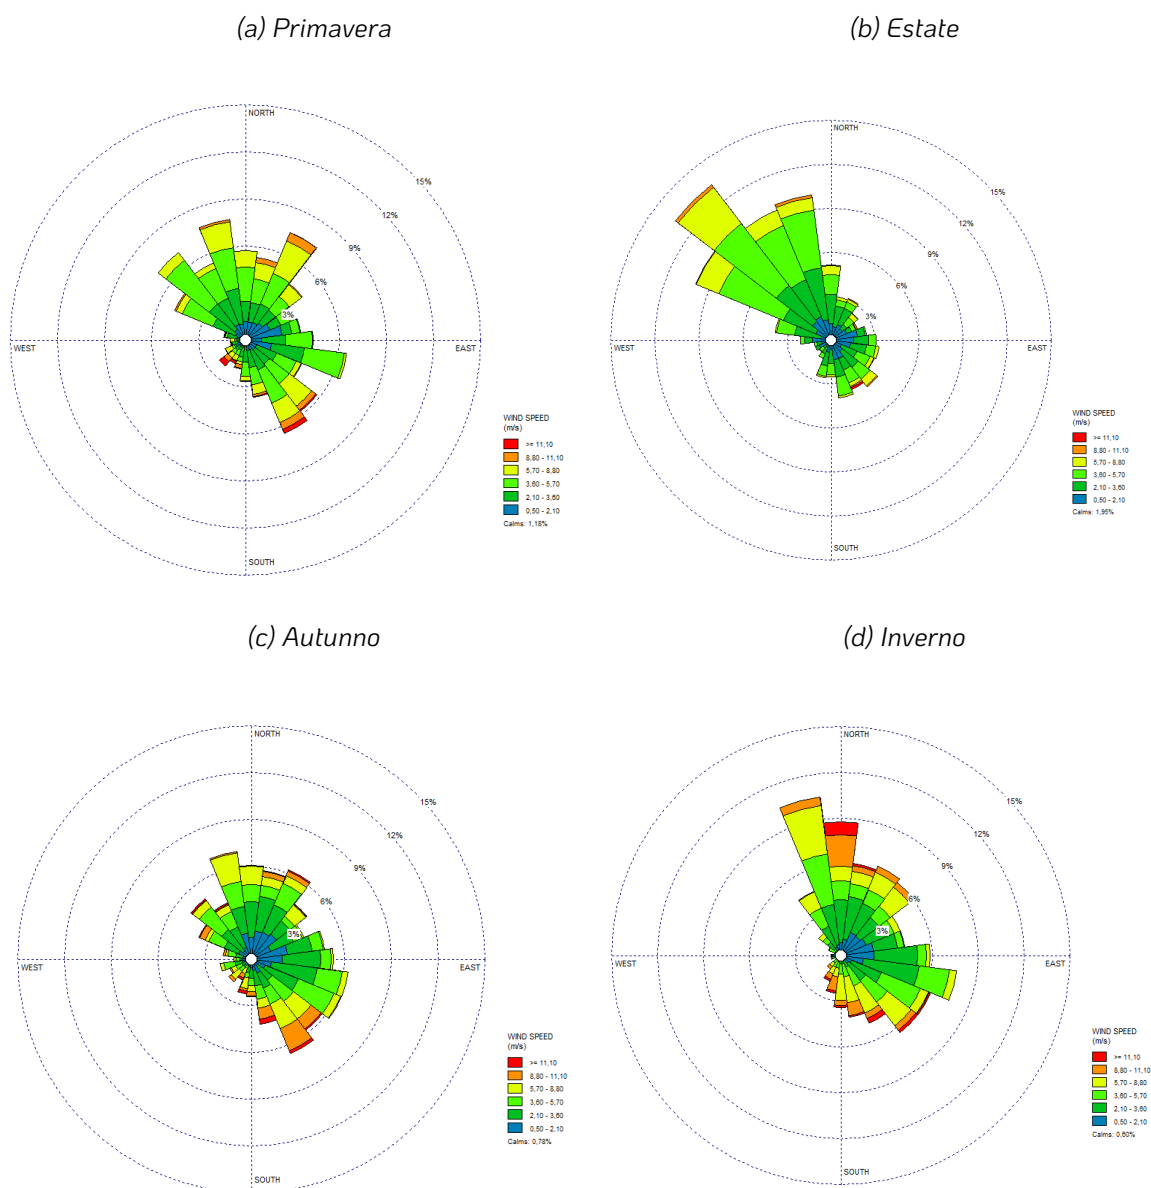 (a) Primavera
(b) Estate
NORTH
15%
12%
9%
6%
3%
WEST
EAST
SOUTH
WIND SPEED
(m/s)
>= 11,10
8,80 - 11,10
5,70 - 8,80
3,60 - 5,70
2,10 - 3,60
0,50 - 2,10
Calms: 1,18%
NORTH
15%
12%
9%
6%
3%
WEST
EAST
SOUTH
WIND SPEED
(m/s)
>= 11,10
8,80 - 11,10
5,70 - 8,80
3,60 - 5,70
2,10 - 3,60
0,50 - 2,10
Calms: 1,95%
(c) Autunno
(d) Inverno
NORTH
15%
12%
9%
6%
3%
WEST
EAST
SOUTH
WIND SPEED
(m/s)
>= 11,10
8,80 - 11,10
5,70 - 8,80
3,60 - 5,70
2,10 - 3,60
0,50 - 2,10
Calms: 0,78%
NORTH
15%
12%
9%
6%
3%
WEST
EAST
SOUTH
WIND SPEED
(m/s)
>= 11,10
8,80 - 11,10
5,70 - 8,80
3,60 - 5,70
2,10 - 3,60
0,50 - 2,10
Calms: 0,60%